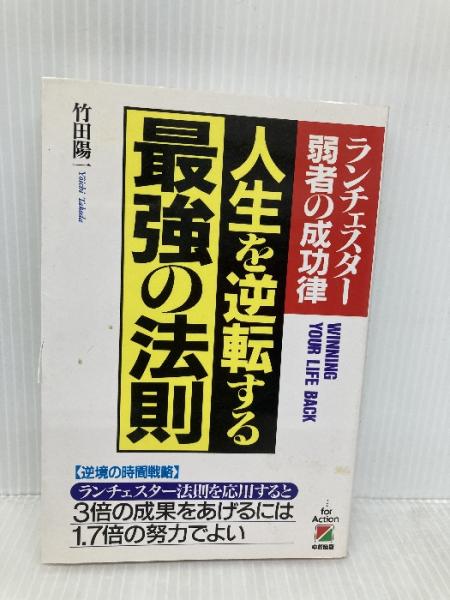 ランチェスター
弱者の成功律
WINNING
YOUR LIFE BACK
人生を逆転する
最強の法則
竹田陽一
Yoichi Takeda
【逆境の時間戦略】
ランチェスター法則を応用すると
3倍の成果をあげるには
1.7倍の努力でよい
for
Action
中経出版